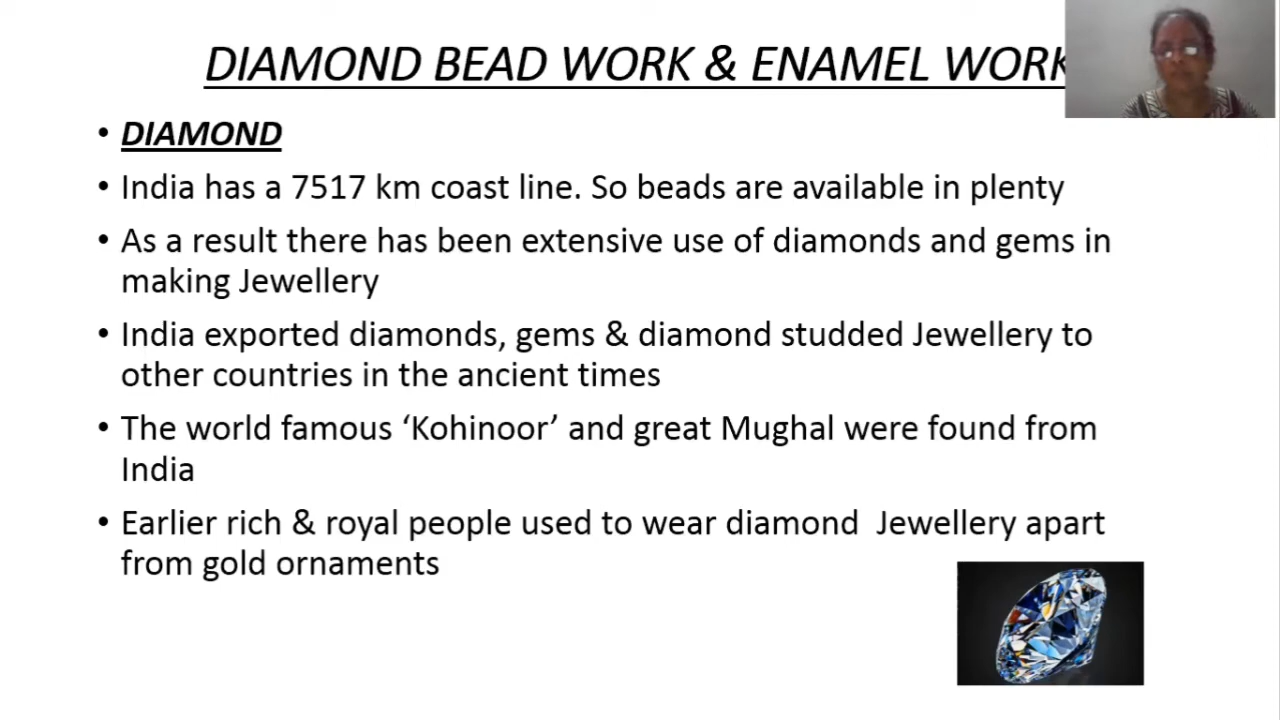 DIAMOND BEAD WORK & ENAMEL WORK
• DIAMOND
• India has a 7517 km coast line. So beads are available in plenty
• As a result there has been extensive use of diamonds and gems in
making Jewellery
• India exported diamonds, gems & diamond studded Jewellery to
other countries in the ancient times
• The world famous ‘Kohinoor’ and great Mughal were found from
India
• Earlier rich & royal people used to wear diamond  Jewellery apart
from gold ornaments